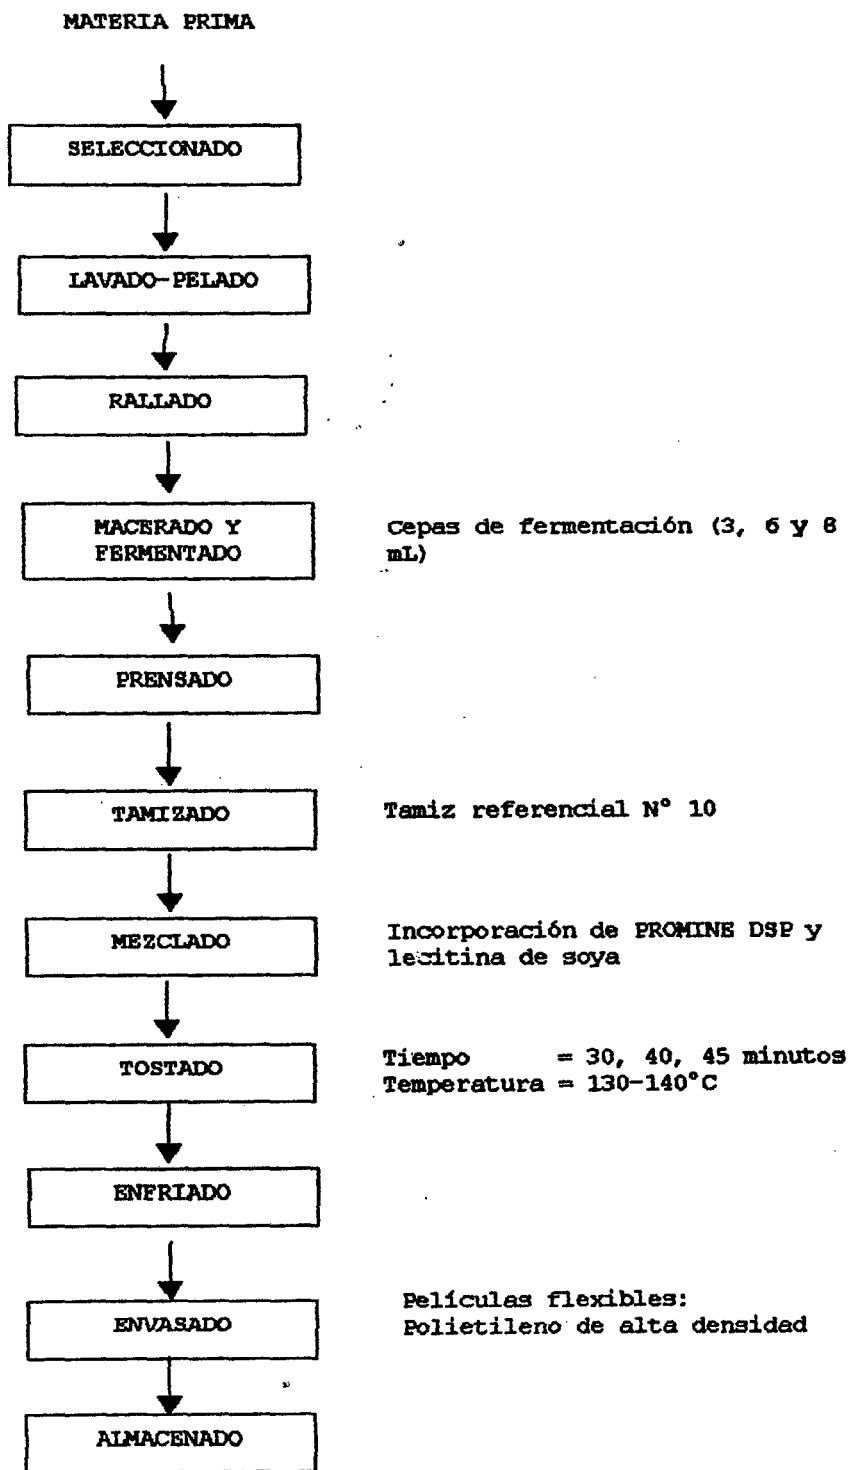 MATERIA PRIMA
SELECCIONADO
LAVADO-PELADO
RALLADO
MACERADO Y
FERMENTADO
Cepas de fermentación (3, 6 y 8
mL)
PRENSADO
TAMIZADO
Tamiz referencial N° 10
MEZCLADO
Incorporación de PROMINE DSP y
lecitina de soya
TOSTADO
Tiempo = 30, 40, 45 minutos
Temperatura = 130-140°C
ENFRIADO
ENVASADO
Películas flexibles:
Polietileno de alta densidad
ALMACENADO